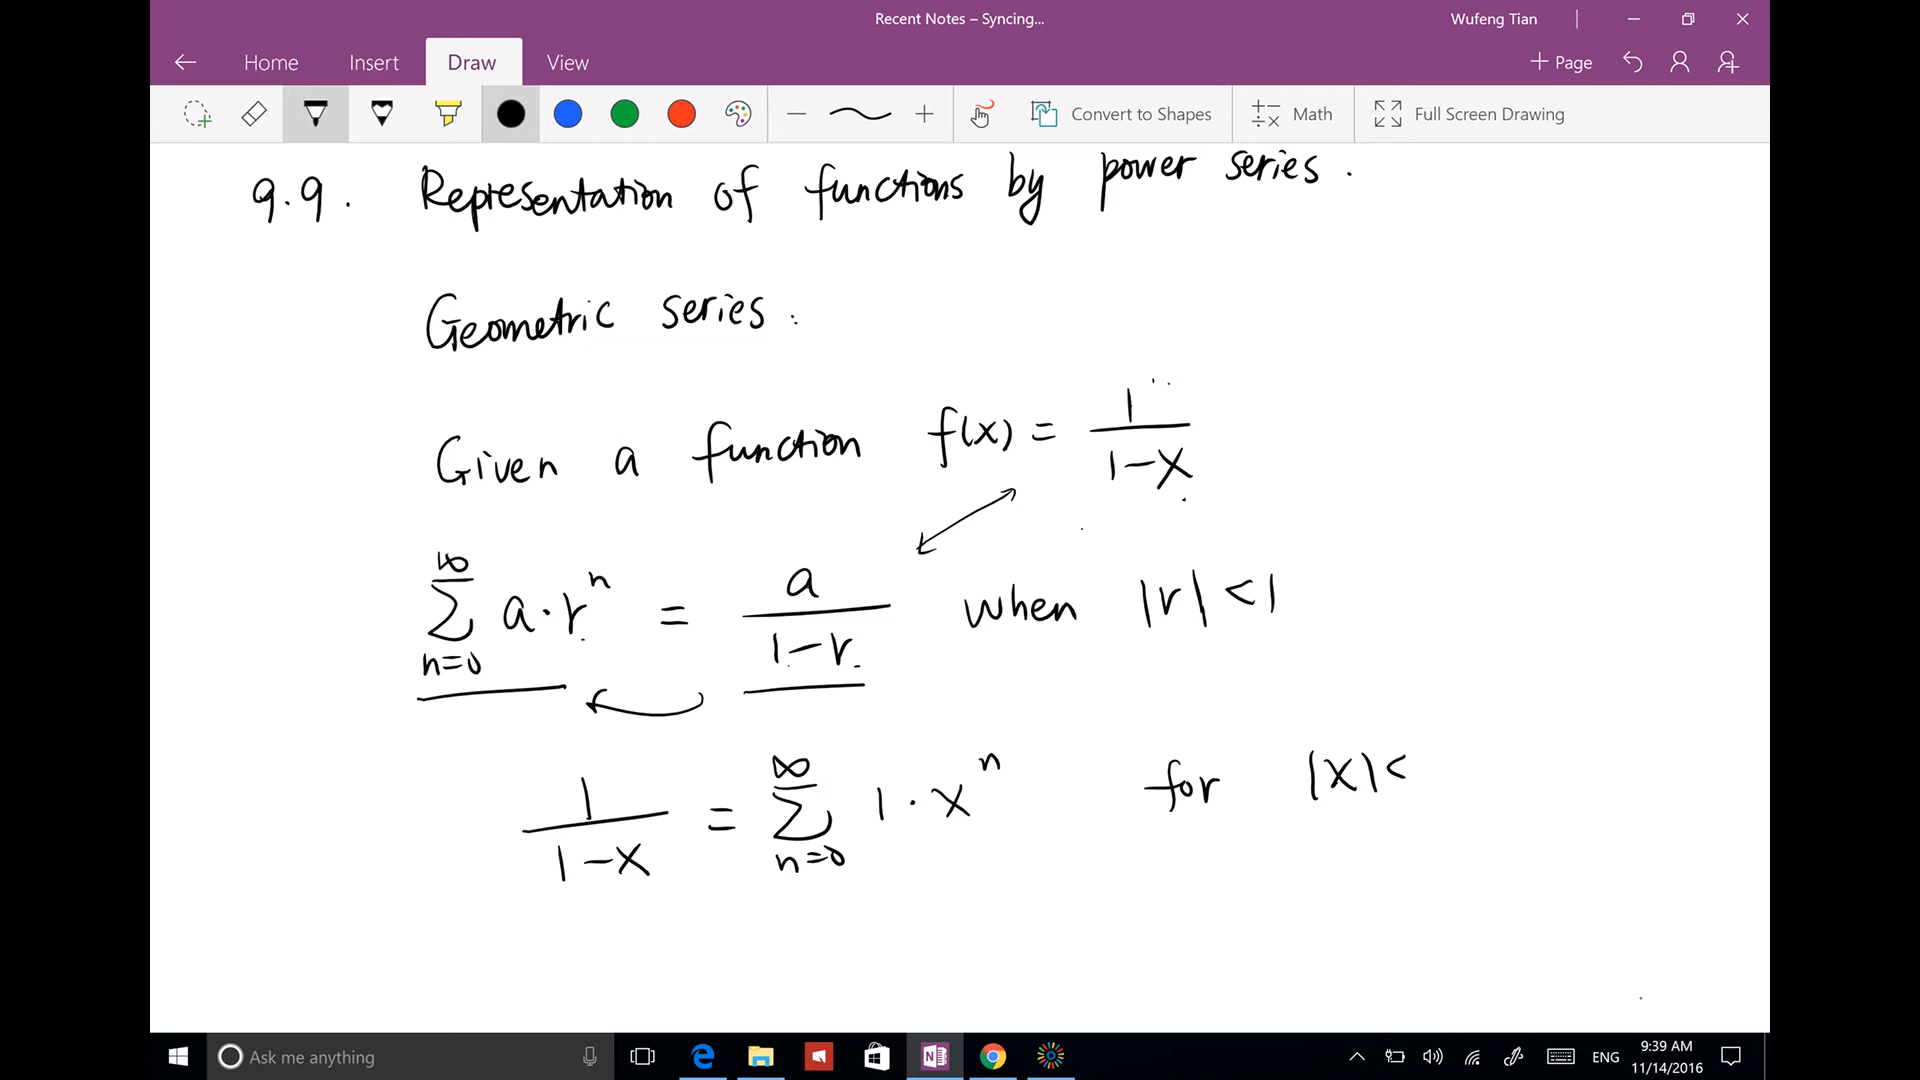 Recent Notes – Syncing...
Wufeng Tian
Home Insert Draw View
Page
Convert to Shapes
Math
Full Screen Drawing
9.9. Representation of functions by power series.
Geometric series.
Given a function f(x) = 1/(1-x)
∑_{n=0}^{∞} a·r^n = a/(1-r) when |r|<1
1/(1-x) = ∑_{n=0}^{∞} 1·x^n for |x|<
Ask me anything
ENG
9:39 AM
11/14/2016